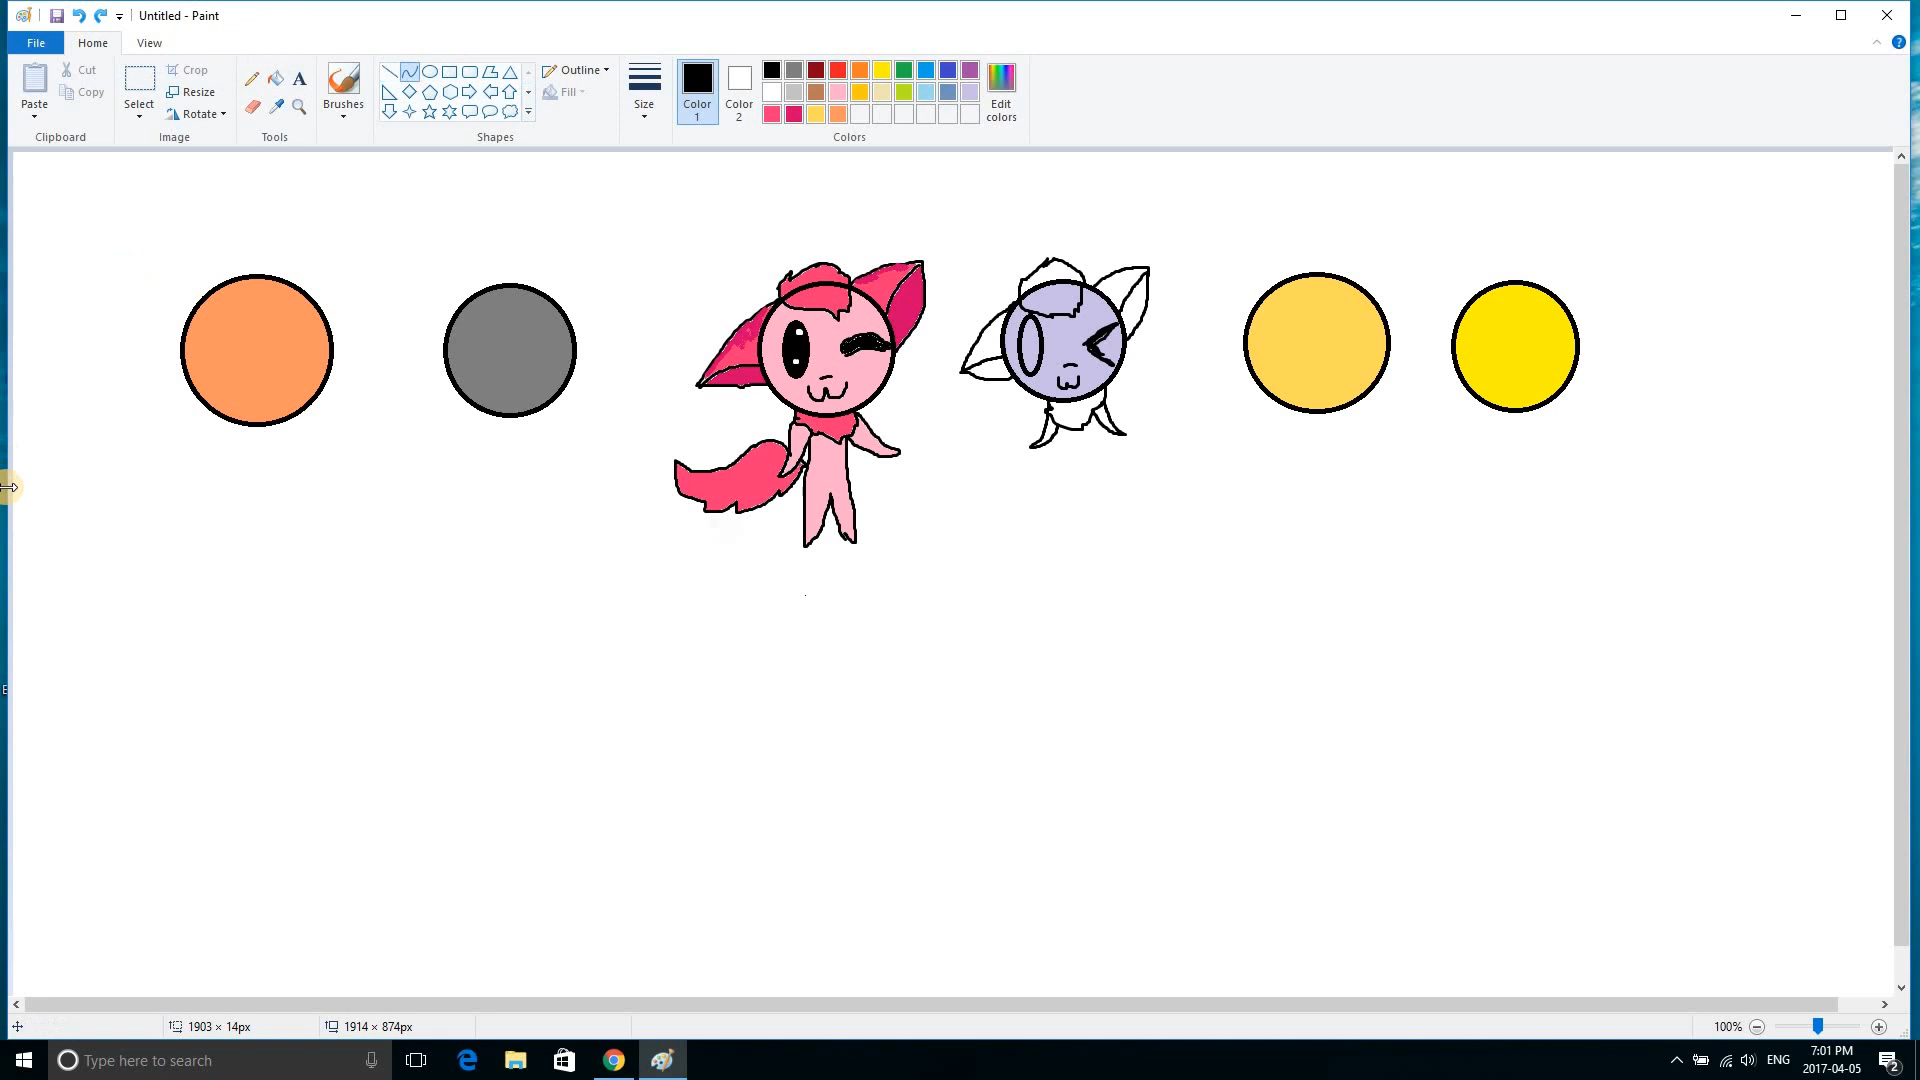 Untitled - Paint
File Home View
Paste Cut Copy
Clipboard
Select Crop Resize Rotate
Image
A
Tools
Brushes
Outline Fill
Shapes
Size
Color 1
Color 2
Edit colors
Colors
E
1903 × 14px
1914 × 874px
100%
Type here to search
ENG
7:01 PM
2017-04-05
2